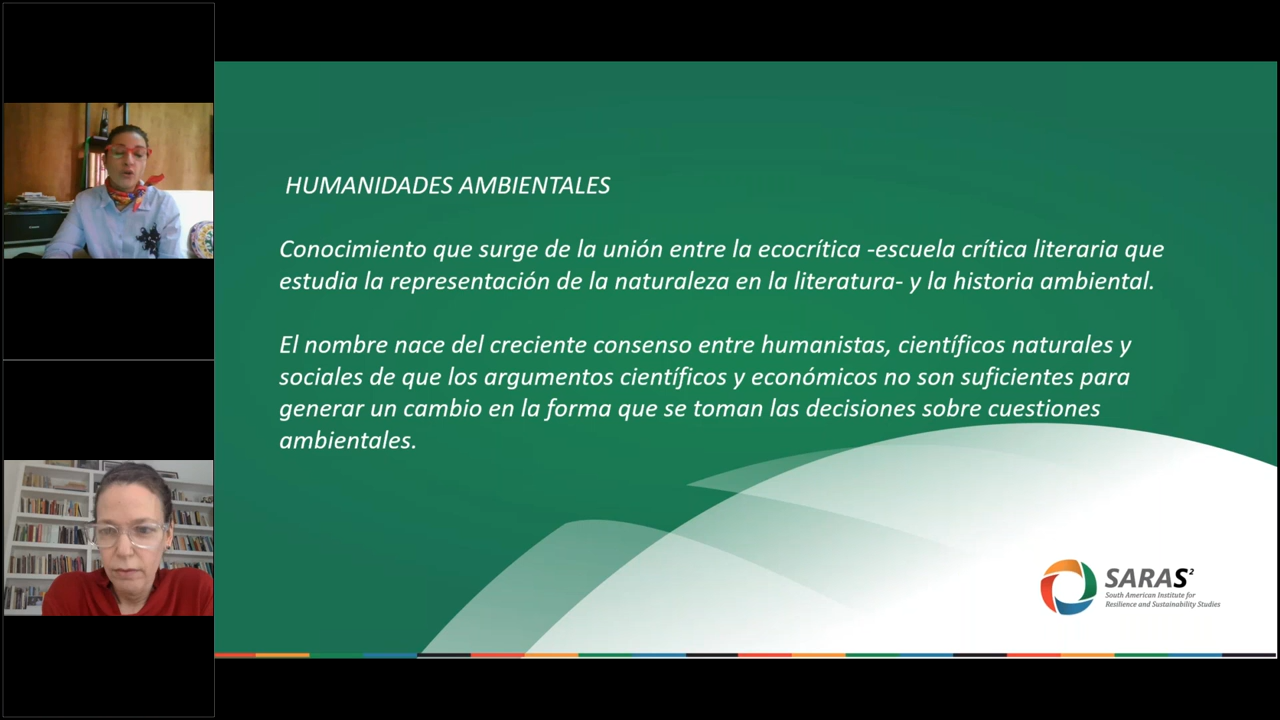 HUMANIDADES AMBIENTALES
Conocimiento que surge de la unión entre la ecocrítica -escuela crítica literaria que
estudia la representación de la naturaleza en la literatura- y la historia ambiental.
El nombre nace del creciente consenso entre humanistas, científicos naturales y
sociales de que los argumentos científicos y económicos no son suficientes para
generar un cambio en la forma que se toman las decisiones sobre cuestiones
ambientales.
SARAS²
South American Institute for
Resilience and Sustainability Studies